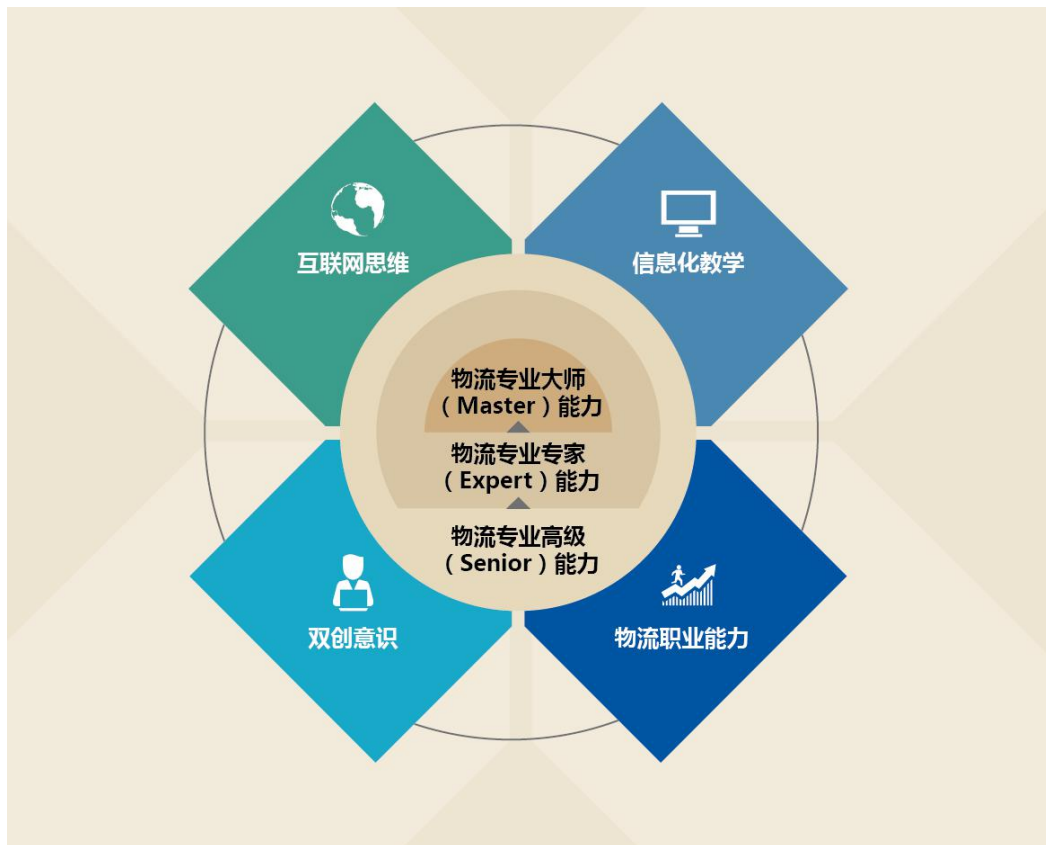 互联网思维
信息化教学
物流专业大师
（Master）能力
物流专业专家
（Expert）能力
物流专业高级
（Senior）能力
双创意识
物流职业能力